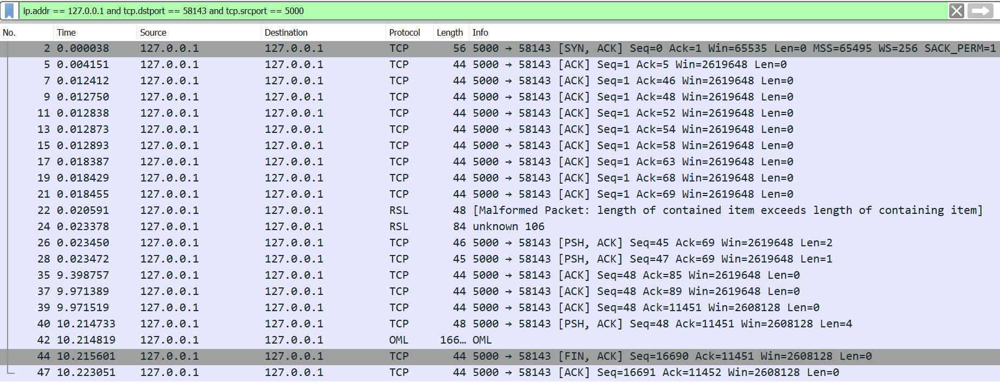 ip.addr == 127.0.0.1 and tcp.dstport == 58143 and tcp.srcport == 5000
No. Time Source Destination Protocol Length Info
2 0.000038 127.0.0.1 127.0.0.1 TCP 56 5000 → 58143 [SYN, ACK] Seq=0 Ack=1 Win=65535 Len=0 MSS=65495 WS=256 SACK_PERM=1
5 0.004151 127.0.0.1 127.0.0.1 TCP 44 5000 → 58143 [ACK] Seq=1 Ack=5 Win=2619648 Len=0
7 0.012412 127.0.0.1 127.0.0.1 TCP 44 5000 → 58143 [ACK] Seq=1 Ack=46 Win=2619648 Len=0
9 0.012750 127.0.0.1 127.0.0.1 TCP 44 5000 → 58143 [ACK] Seq=1 Ack=48 Win=2619648 Len=0
11 0.012838 127.0.0.1 127.0.0.1 TCP 44 5000 → 58143 [ACK] Seq=1 Ack=52 Win=2619648 Len=0
13 0.012873 127.0.0.1 127.0.0.1 TCP 44 5000 → 58143 [ACK] Seq=1 Ack=54 Win=2619648 Len=0
15 0.012893 127.0.0.1 127.0.0.1 TCP 44 5000 → 58143 [ACK] Seq=1 Ack=58 Win=2619648 Len=0
17 0.018387 127.0.0.1 127.0.0.1 TCP 44 5000 → 58143 [ACK] Seq=1 Ack=63 Win=2619648 Len=0
19 0.018429 127.0.0.1 127.0.0.1 TCP 44 5000 → 58143 [ACK] Seq=1 Ack=68 Win=2619648 Len=0
21 0.018455 127.0.0.1 127.0.0.1 TCP 44 5000 → 58143 [ACK] Seq=1 Ack=69 Win=2619648 Len=0
22 0.020591 127.0.0.1 127.0.0.1 RSL 48 [Malformed Packet: length of contained item exceeds length of containing item]
24 0.023378 127.0.0.1 127.0.0.1 RSL 84 unknown 106
26 0.023450 127.0.0.1 127.0.0.1 TCP 46 5000 → 58143 [PSH, ACK] Seq=45 Ack=69 Win=2619648 Len=2
28 0.023472 127.0.0.1 127.0.0.1 TCP 45 5000 → 58143 [PSH, ACK] Seq=47 Ack=69 Win=2619648 Len=1
35 9.398757 127.0.0.1 127.0.0.1 TCP 44 5000 → 58143 [ACK] Seq=48 Ack=85 Win=2619648 Len=0
37 9.971389 127.0.0.1 127.0.0.1 TCP 44 5000 → 58143 [ACK] Seq=48 Ack=89 Win=2619648 Len=0
39 9.971519 127.0.0.1 127.0.0.1 TCP 44 5000 → 58143 [ACK] Seq=48 Ack=11451 Win=2608128 Len=0
40 10.214733 127.0.0.1 127.0.0.1 TCP 48 5000 → 58143 [PSH, ACK] Seq=48 Ack=11451 Win=2608128 Len=4
42 10.214819 127.0.0.1 127.0.0.1 OML 166… OML
44 10.215601 127.0.0.1 127.0.0.1 TCP 44 5000 → 58143 [FIN, ACK] Seq=16690 Ack=11451 Win=2608128 Len=0
47 10.223051 127.0.0.1 127.0.0.1 TCP 44 5000 → 58143 [ACK] Seq=16691 Ack=11452 Win=2608128 Len=0